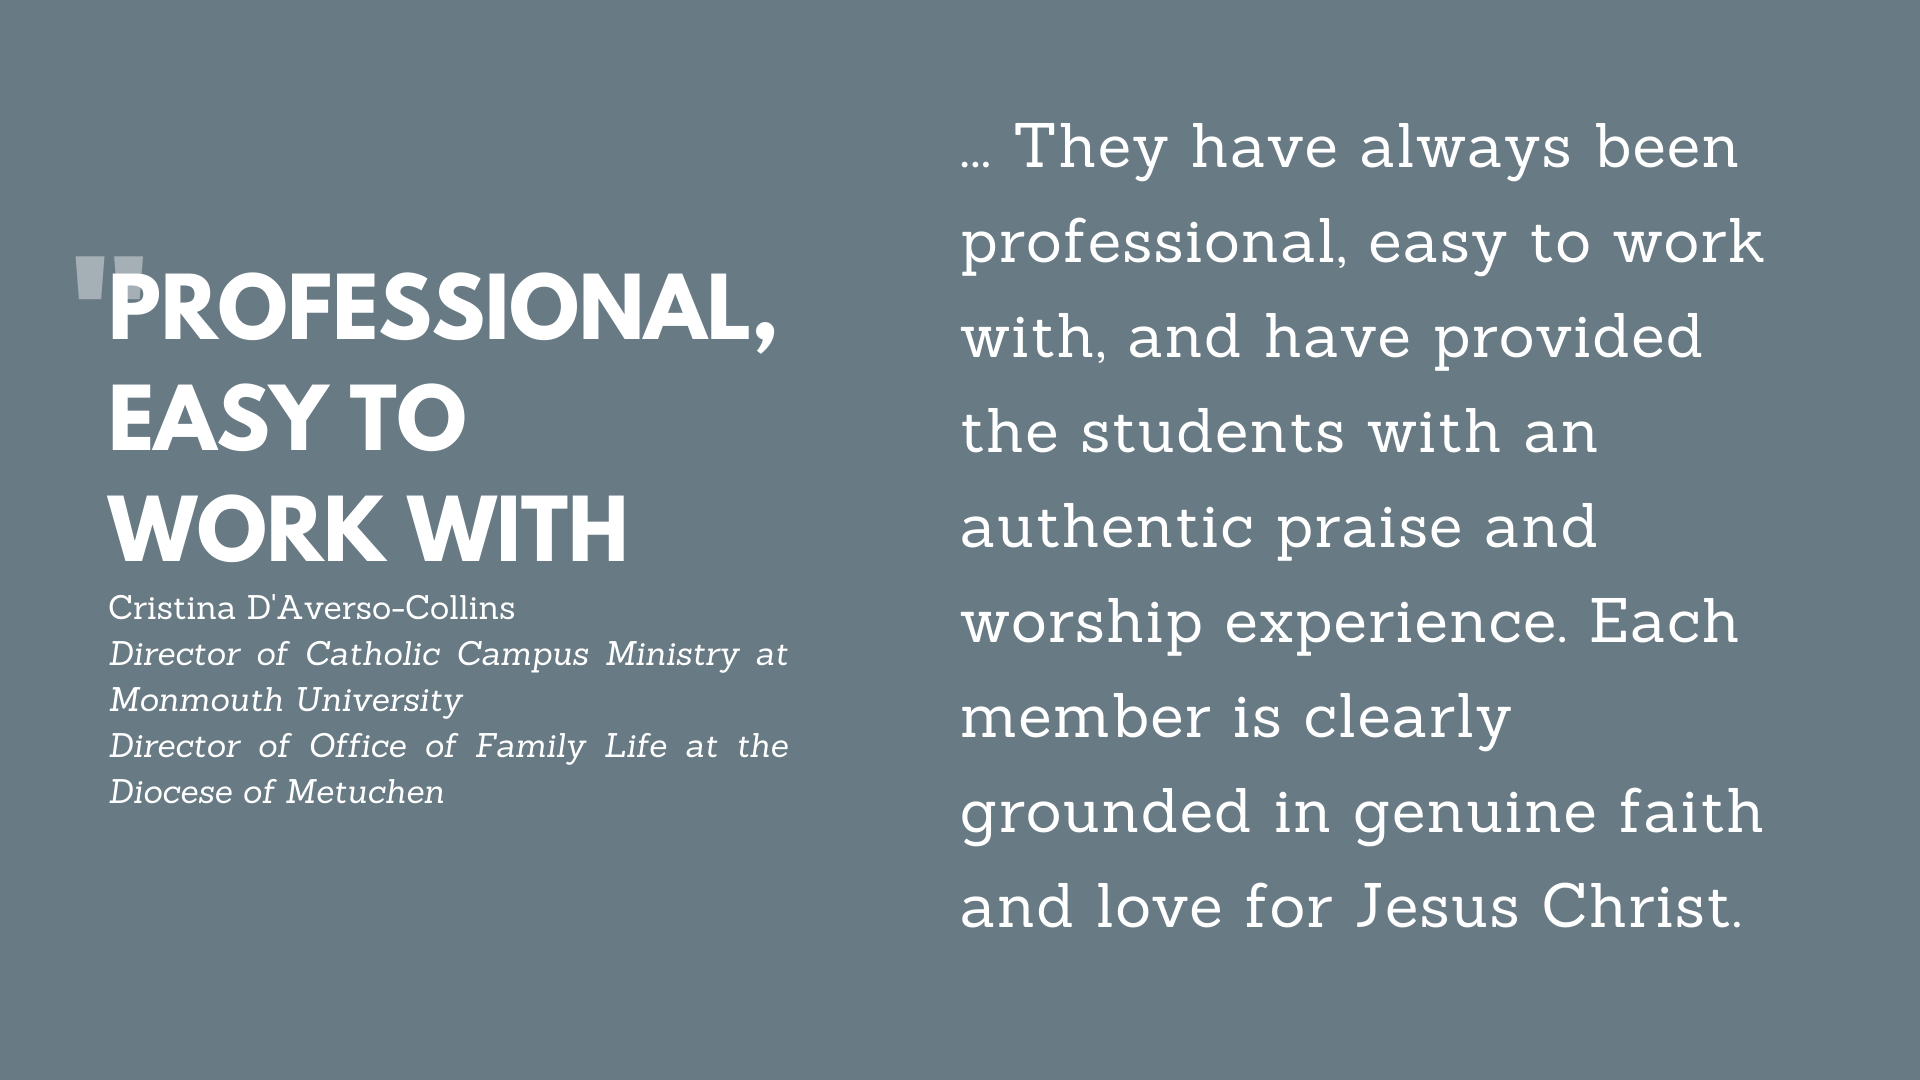 "
PROFESSIONAL,
EASY TO
WORK WITH
Cristina D'Averso-Collins
Director of Catholic Campus Ministry at
Monmouth University
Director of Office of Family Life at the
Diocese of Metuchen
... They have always been
professional, easy to work
with, and have provided
the students with an
authentic praise and
worship experience. Each
member is clearly
grounded in genuine faith
and love for Jesus Christ.